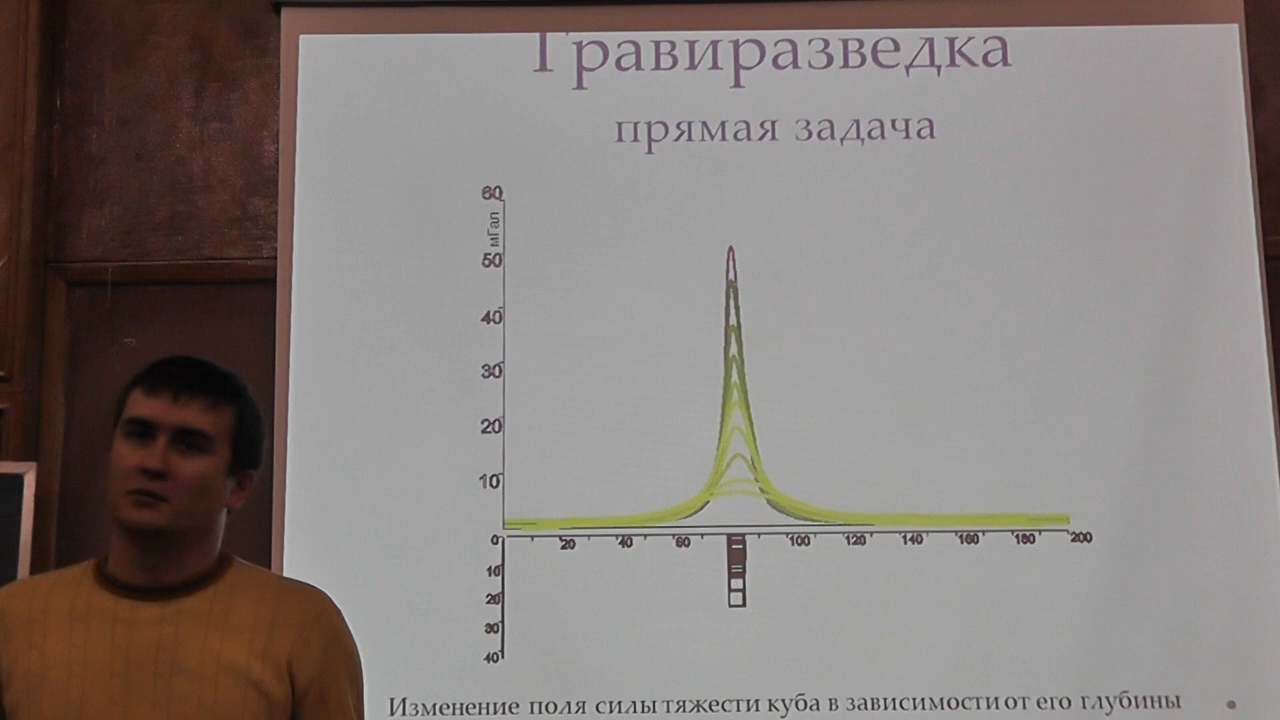 Гравиразведка
прямая задача
60
мГал
50
40
30
20
10
0 20 40 60 100 120 140 160 180 200
10
20
30
40
Изменение поля силы тяжести куба в зависимости от его глубины